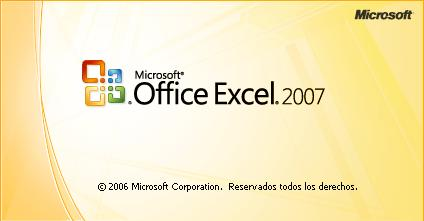 Microsoft
Microsoft®
Office Excel® 2007
© 2006 Microsoft Corporation. Reservados todos los derechos.